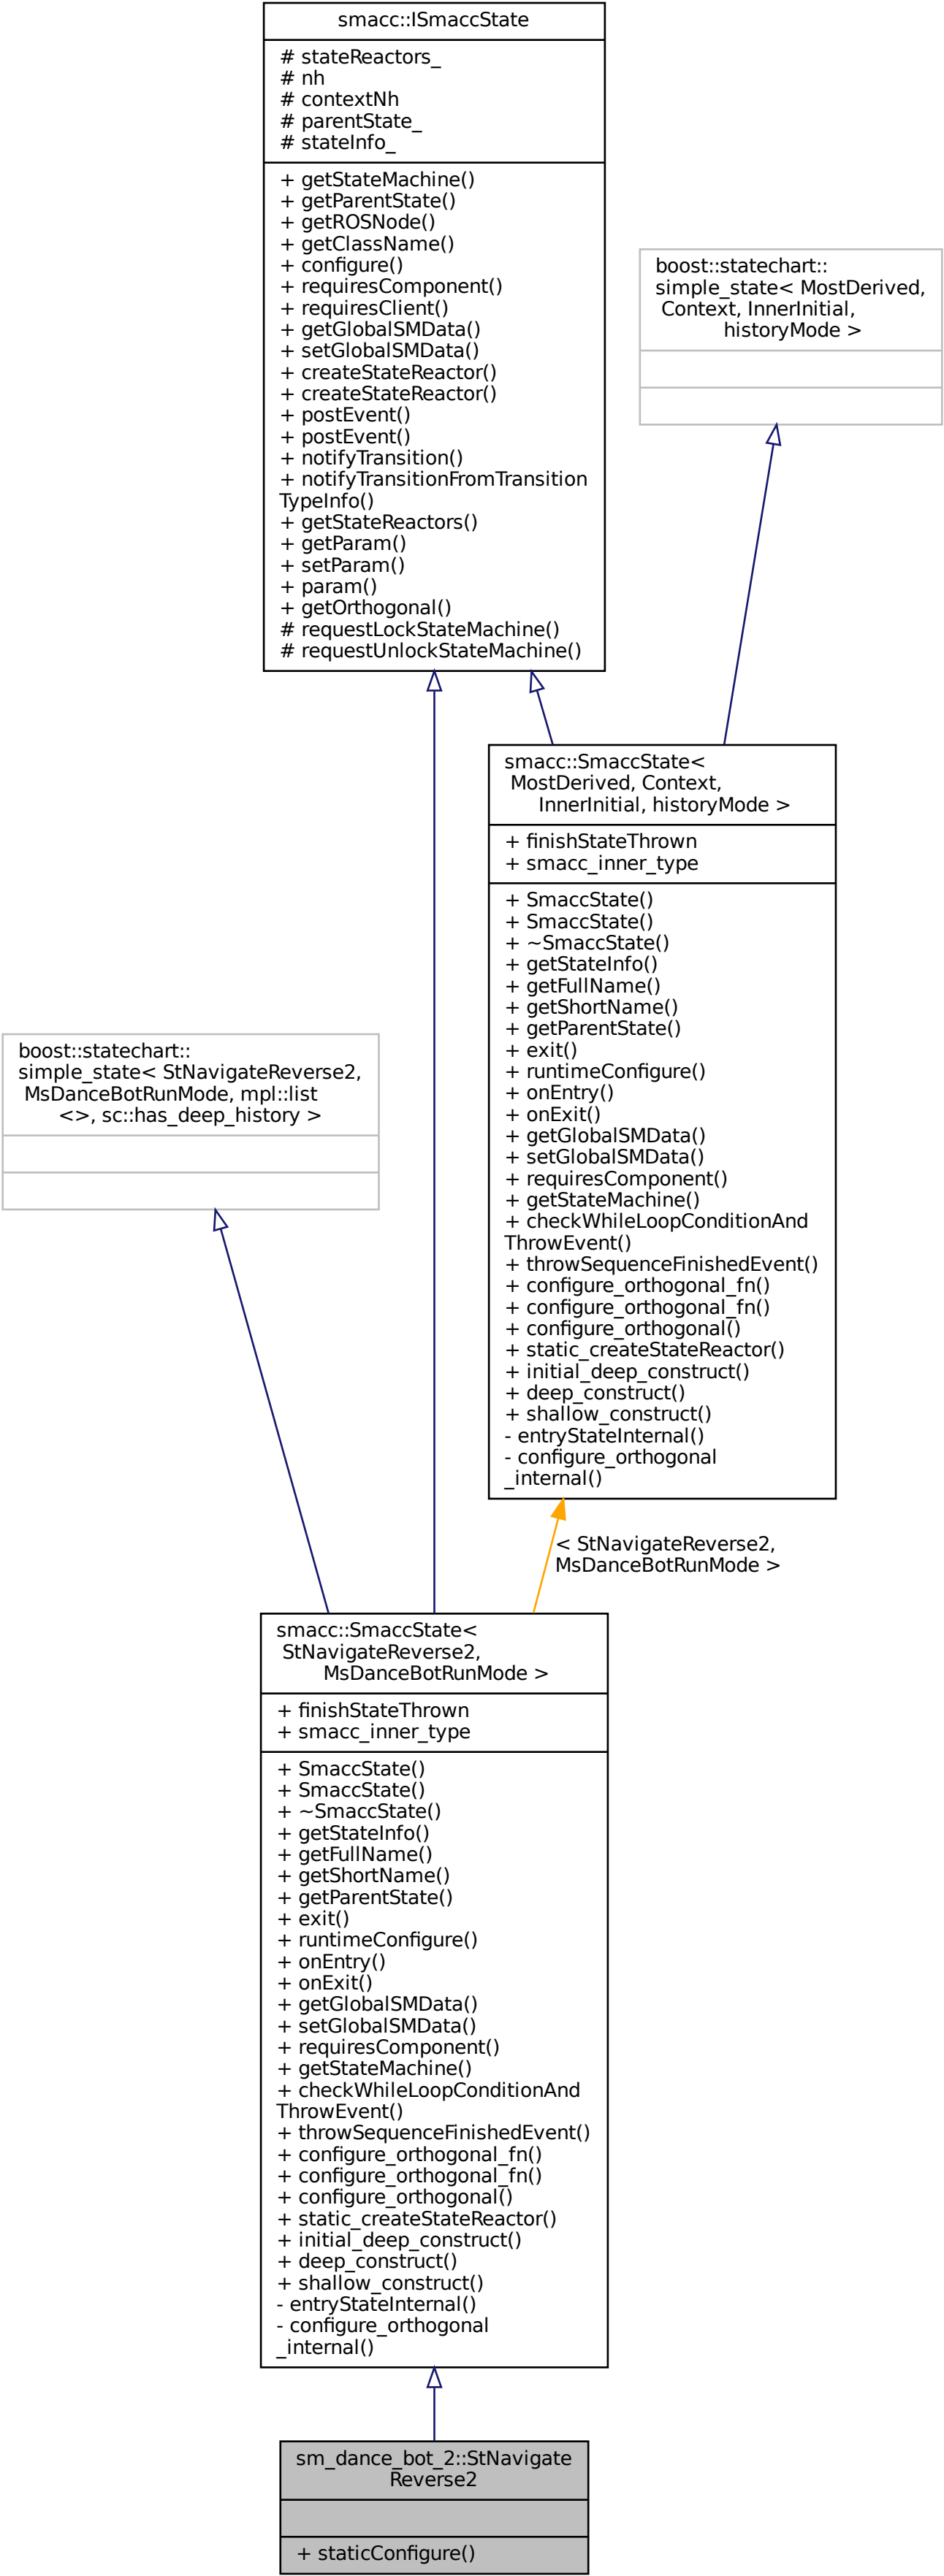 smacc::ISmaccState
# stateReactors_
# nh
# contextNh
# parentState_
# stateInfo_
+ getStateMachine()
+ getParentState()
+ getROSNode()
+ getClassName()
+ configure()
+ requiresComponent()
+ requiresClient()
+ getGlobalSMData()
+ setGlobalSMData()
+ createStateReactor()
+ createStateReactor()
+ postEvent()
+ postEvent()
+ notifyTransition()
+ notifyTransitionFromTransition
TypeInfo()
+ getStateReactors()
+ getParam()
+ setParam()
+ param()
+ getOrthogonal()
# requestLockStateMachine()
# requestUnlockStateMachine()
boost::statechart::
simple_state< MostDerived,
Context, InnerInitial,
historyMode >
smacc::SmaccState<
MostDerived, Context,
InnerInitial, historyMode >
+ finishStateThrown
+ smacc_inner_type
+ SmaccState()
+ SmaccState()
+ ~SmaccState()
+ getStateInfo()
+ getFullName()
+ getShortName()
+ getParentState()
+ exit()
+ runtimeConfigure()
+ onEntry()
+ onExit()
+ getGlobalSMData()
+ setGlobalSMData()
+ requiresComponent()
+ getStateMachine()
+ checkWhileLoopConditionAnd
ThrowEvent()
+ throwSequenceFinishedEvent()
+ configure_orthogonal_fn()
+ configure_orthogonal_fn()
+ configure_orthogonal()
+ static_createStateReactor()
+ initial_deep_construct()
+ deep_construct()
+ shallow_construct()
- entryStateInternal()
- configure_orthogonal
_internal()
boost::statechart::
simple_state< StNavigateReverse2,
MsDanceBotRunMode, mpl::list
<>, sc::has_deep_history >
< StNavigateReverse2,
MsDanceBotRunMode >
smacc::SmaccState<
StNavigateReverse2,
MsDanceBotRunMode >
+ finishStateThrown
+ smacc_inner_type
+ SmaccState()
+ SmaccState()
+ ~SmaccState()
+ getStateInfo()
+ getFullName()
+ getShortName()
+ getParentState()
+ exit()
+ runtimeConfigure()
+ onEntry()
+ onExit()
+ getGlobalSMData()
+ setGlobalSMData()
+ requiresComponent()
+ getStateMachine()
+ checkWhileLoopConditionAnd
ThrowEvent()
+ throwSequenceFinishedEvent()
+ configure_orthogonal_fn()
+ configure_orthogonal_fn()
+ configure_orthogonal()
+ static_createStateReactor()
+ initial_deep_construct()
+ deep_construct()
+ shallow_construct()
- entryStateInternal()
- configure_orthogonal
_internal()
sm_dance_bot_2::StNavigate
Reverse2
+ staticConfigure()